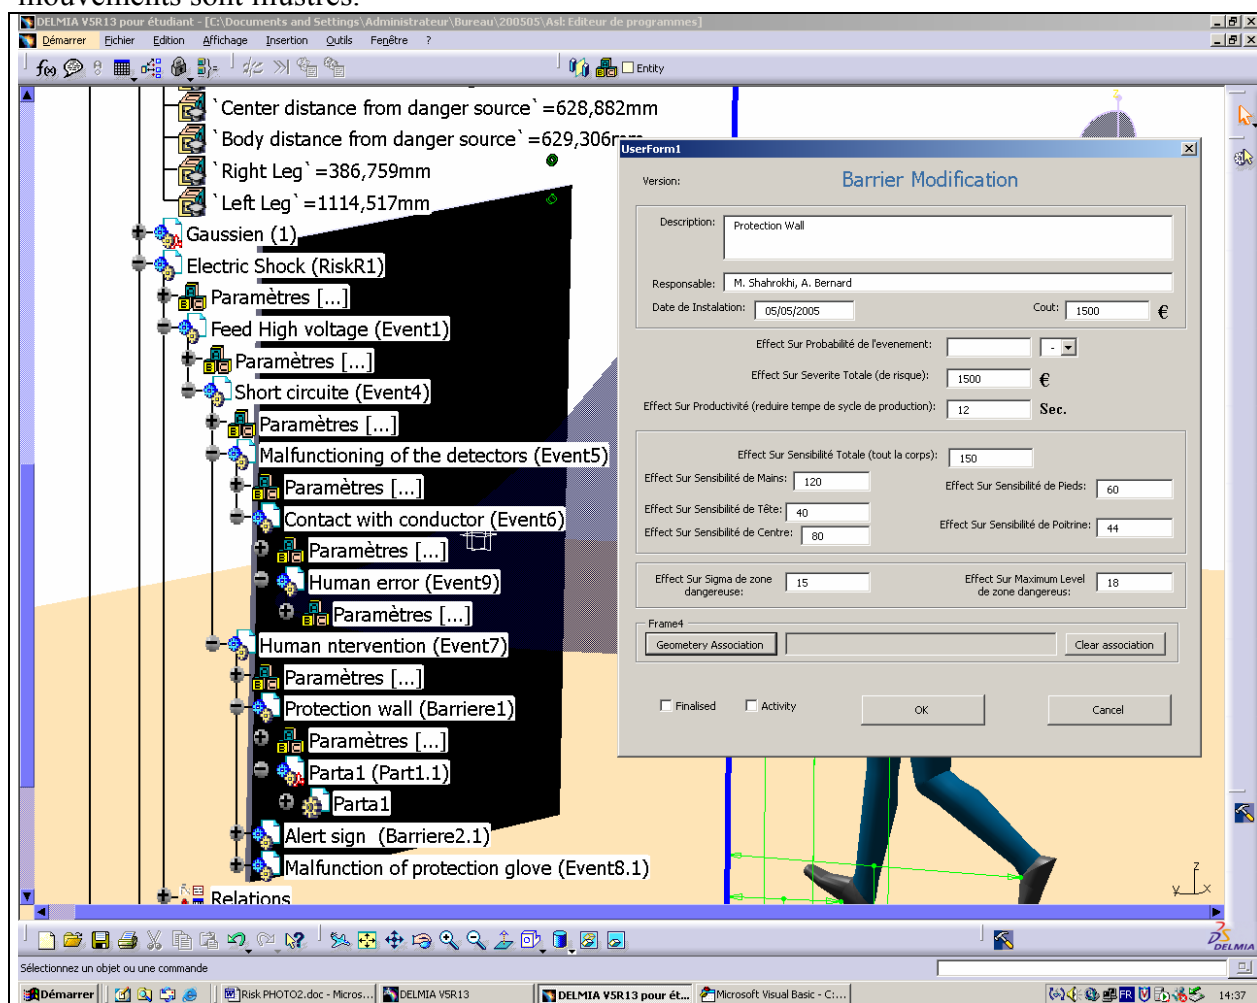 mouvements sont illustrés.
DELMIA V5R13 pour étudiant - [C:\Documents and Settings\Administrateur\Bureau\200505\Asl: Editeur de programmes]
Démarrer Fichier Edition Affichage Insertion Outils Fenêtre ?
f(x) Entity
`Center distance from danger source`=628,882mm
`Body distance from danger source`=629,306mm
`Right Leg`=386,759mm
`Left Leg`=1114,517mm
Gaussien (1)
Electric Shock (RiskR1)
Paramètres [...]
Feed High voltage (Event1)
Paramètres [...]
Short circuite (Event4)
Paramètres [...]
Malfunctioning of the detectors (Event5)
Paramètres [...]
Contact with conductor (Event6)
Paramètres [...]
Human error (Event9)
Paramètres [...]
Human ntervention (Event7)
Paramètres [...]
Protection wall (Barriere1)
Paramètres [...]
Parta1 (Part1.1)
Parta1
Alert sign (Barriere2.1)
Malfunction of protection glove (Event8.1)
Relations
UserForm1
Version: Barrier Modification
Description: Protection Wall
Responsable: M. Shahrokhi, A. Bernard
Date de Instalation: 05/05/2005 Cout: 1500 €
Effect Sur Probabilité de l'evenement: -
Effect Sur Severite Totale (de risque): 1500 €
Effect Sur Productivité (reduire tempe de sycle de production): 12 Sec.
Effect Sur Sensibilité Totale (tout la corps): 150
Effect Sur Sensibilité de Mains: 120 Effect Sur Sensibilité de Pieds: 60
Effect Sur Sensibilité de Tête: 40
Effect Sur Sensibilité de Centre: 80 Effect Sur Sensibilité de Poitrine: 44
Effect Sur Sigma de zone dangereuse: 15 Effect Sur Maximum Level de zone dangereus: 18
Frame4
Geometery Association Clear association
Finalised Activity OK Cancel
z
y x
DELMIA
Sélectionnez un objet ou une commande
Démarrer Risk PHOTO2.doc - Micros... DELMIA V5R13 DELMIA V5R13 pour ét... Microsoft Visual Basic - C:... FR 14:37